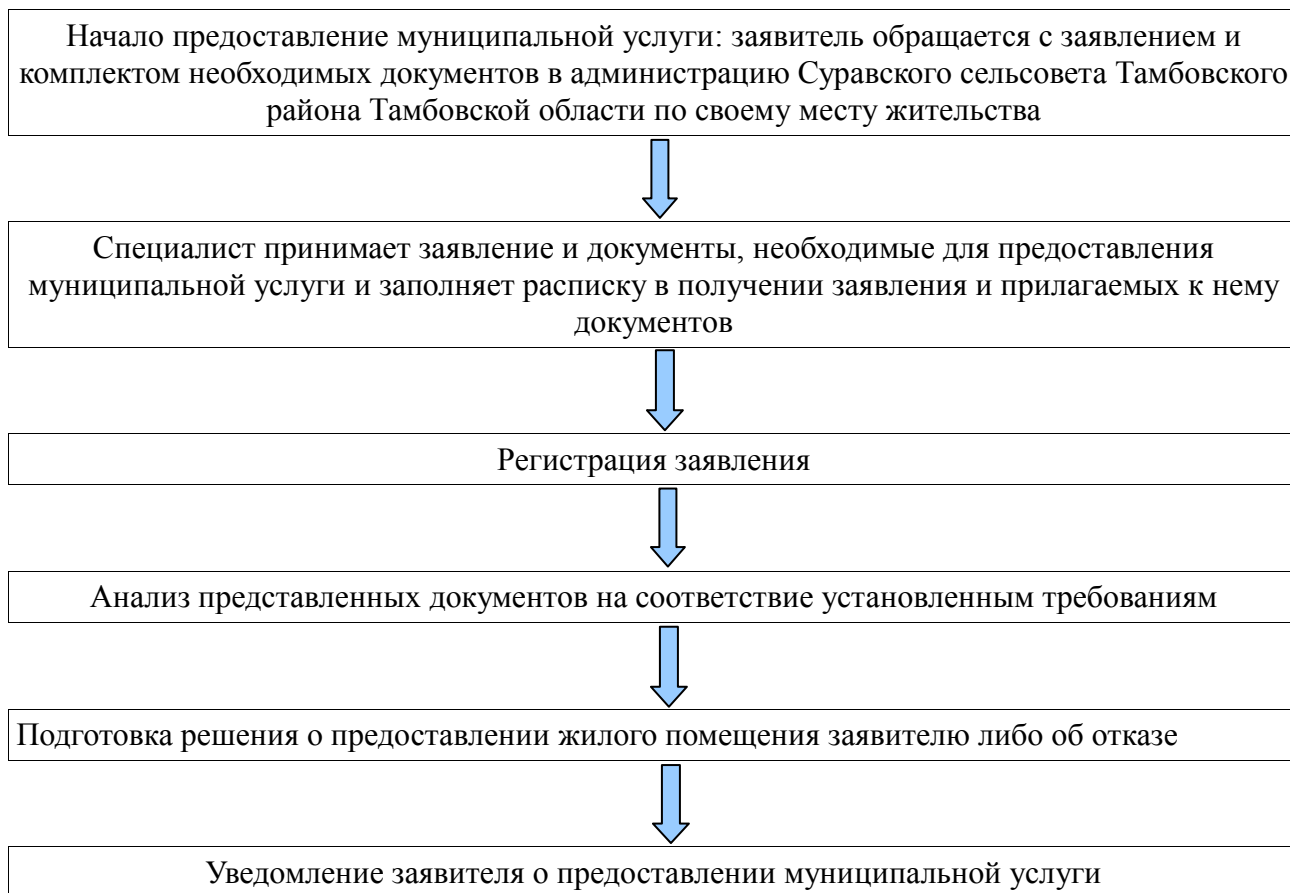 Начало предоставление муниципальной услуги: заявитель обращается с заявлением и
комплектом необходимых документов в администрацию Суравского сельсовета Тамбовского
района Тамбовской области по своему месту жительства
Специалист принимает заявление и документы, необходимые для предоставления
муниципальной услуги и заполняет расписку в получении заявления и прилагаемых к нему
документов
Регистрация заявления
Анализ представленных документов на соответствие установленным требованиям
Подготовка решения о предоставлении жилого помещения заявителю либо об отказе
Уведомление заявителя о предоставлении муниципальной услуги